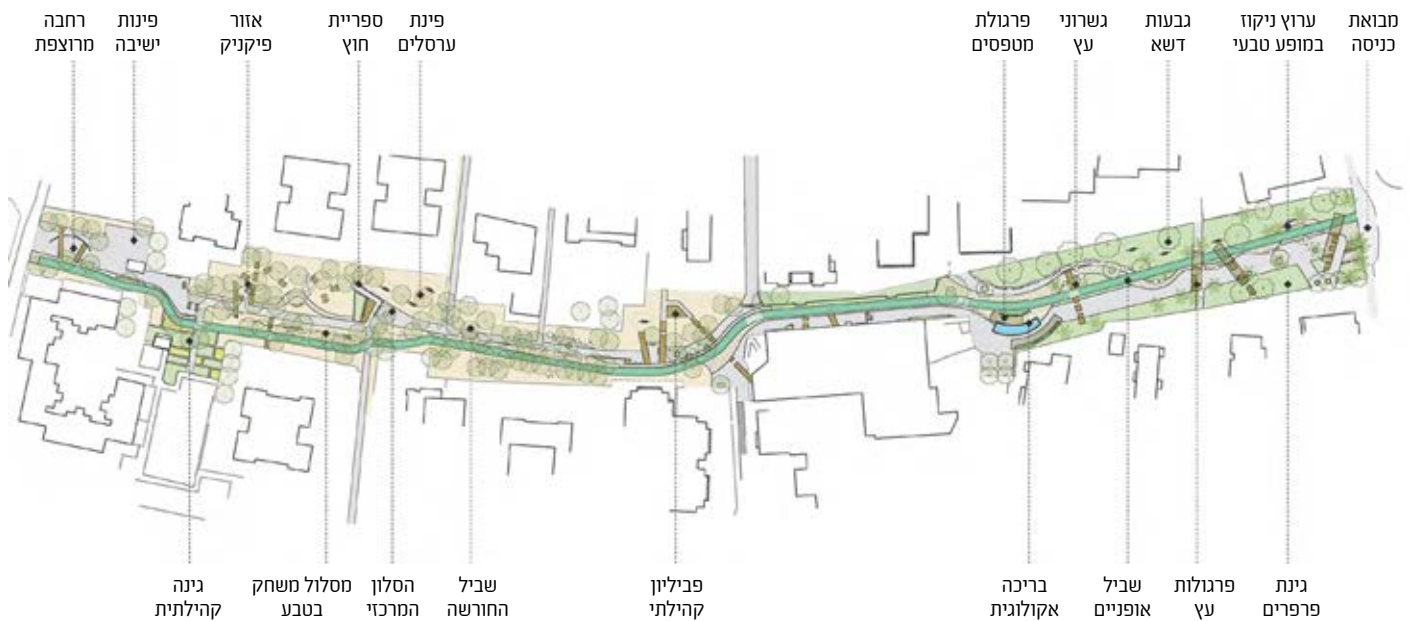 מבואת
כניסה
ערוץ ניקוז
במופע טבעי
גבעות
דשא
גשרוני
עץ
פרגולת
מטפסים
פינת
ערסלים
ספריית
חוץ
אזור
פיקניק
פינות
ישיבה
רחבה
מרוצפת
גינת
פרפרים
פרגולות
עץ
שביל
אופניים
בריכה
אקולוגית
פביליון
קהילתי
שביל
החורשה
הסלון
המרכזי
מסלול משחק
בטבע
גינה
קהילתית